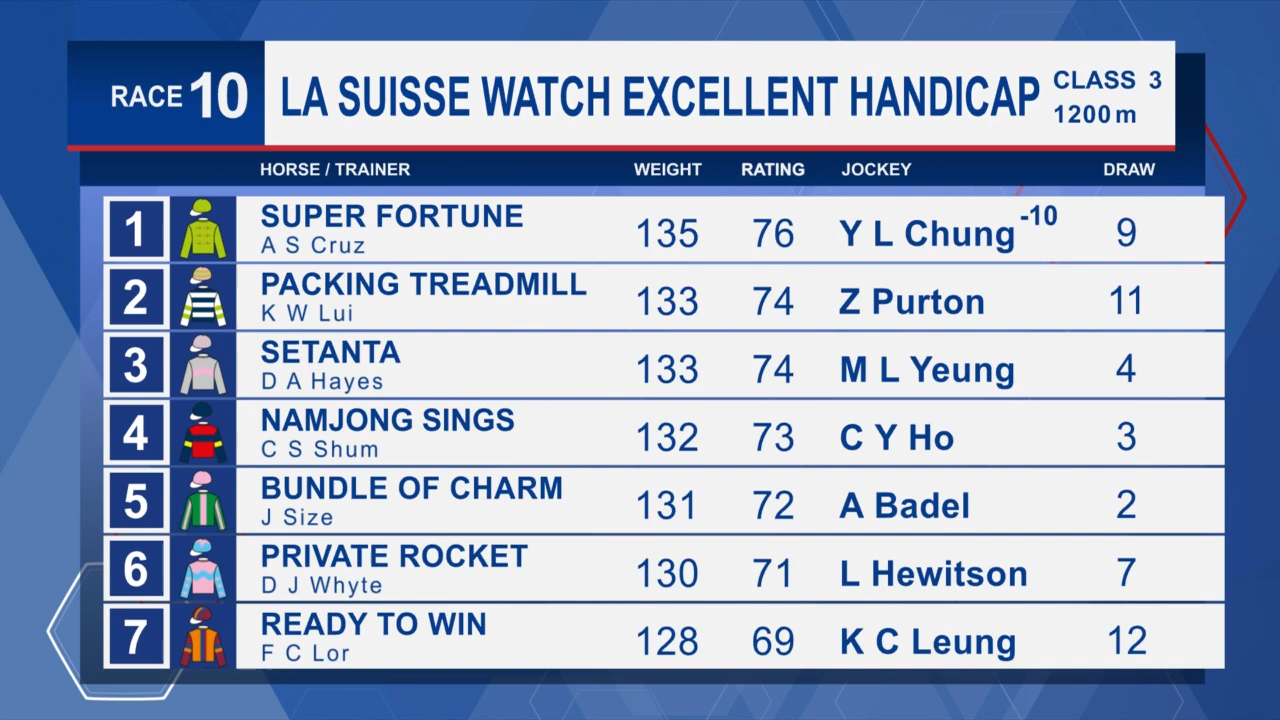 RACE 10
LA SUISSE WATCH EXCELLENT HANDICAP
CLASS 3
1200m
HORSE / TRAINER WEIGHT RATING JOCKEY DRAW
1 SUPER FORTUNE 135 76 Y L Chung -10 9
A S Cruz
2 PACKING TREADMILL 133 74 Z Purton 11
K W Lui
3 SETANTA 133 74 M L Yeung 4
D A Hayes
4 NAMJONG SINGS 132 73 C Y Ho 3
C S Shum
5 BUNDLE OF CHARM 131 72 A Badel 2
J Size
6 PRIVATE ROCKET 130 71 L Hewitson 7
D J Whyte
7 READY TO WIN 128 69 K C Leung 12
F C Lor